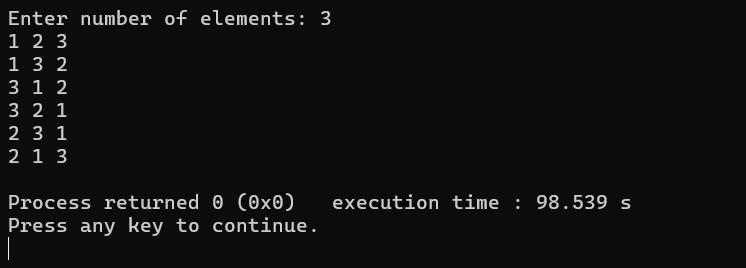 Enter number of elements: 3
1 2 3
1 3 2
3 1 2
3 2 1
2 3 1
2 1 3
Process returned 0 (0x0)   execution time : 98.539 s
Press any key to continue.